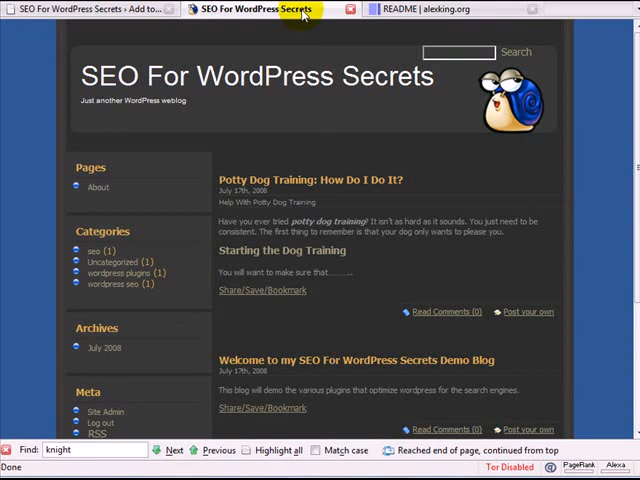 SEO For WordPress Secrets › Add to...
SEO For WordPress Secrets
README | alexking.org
Search
SEO For WordPress Secrets
Just another WordPress weblog
Pages
About
Categories
seo (1)
Uncategorized (1)
wordpress plugins (1)
wordpress seo (1)
Archives
July 2008
Meta
Site Admin
Log out
RSS
Potty Dog Training: How Do I Do It?
July 17th, 2008
Help With Potty Dog Training
Have you ever tried potty dog training? It isn't as hard as it sounds. You just need to be
consistent. The first thing to remember is that your dog only wants to please you.
Starting the Dog Training
You will want to make sure that..........
Share/Save/Bookmark
Read Comments (0) Post your own
Welcome to my SEO For WordPress Secrets Demo Blog
July 17th, 2008
This blog will demo the various plugins that optimize wordpress for the search engines.
Share/Save/Bookmark
Read Comments (0) Post your own
Find: knight Next Previous Highlight all Match case Reached end of page, continued from top
Done Tor Disabled @ PageRank Alexa